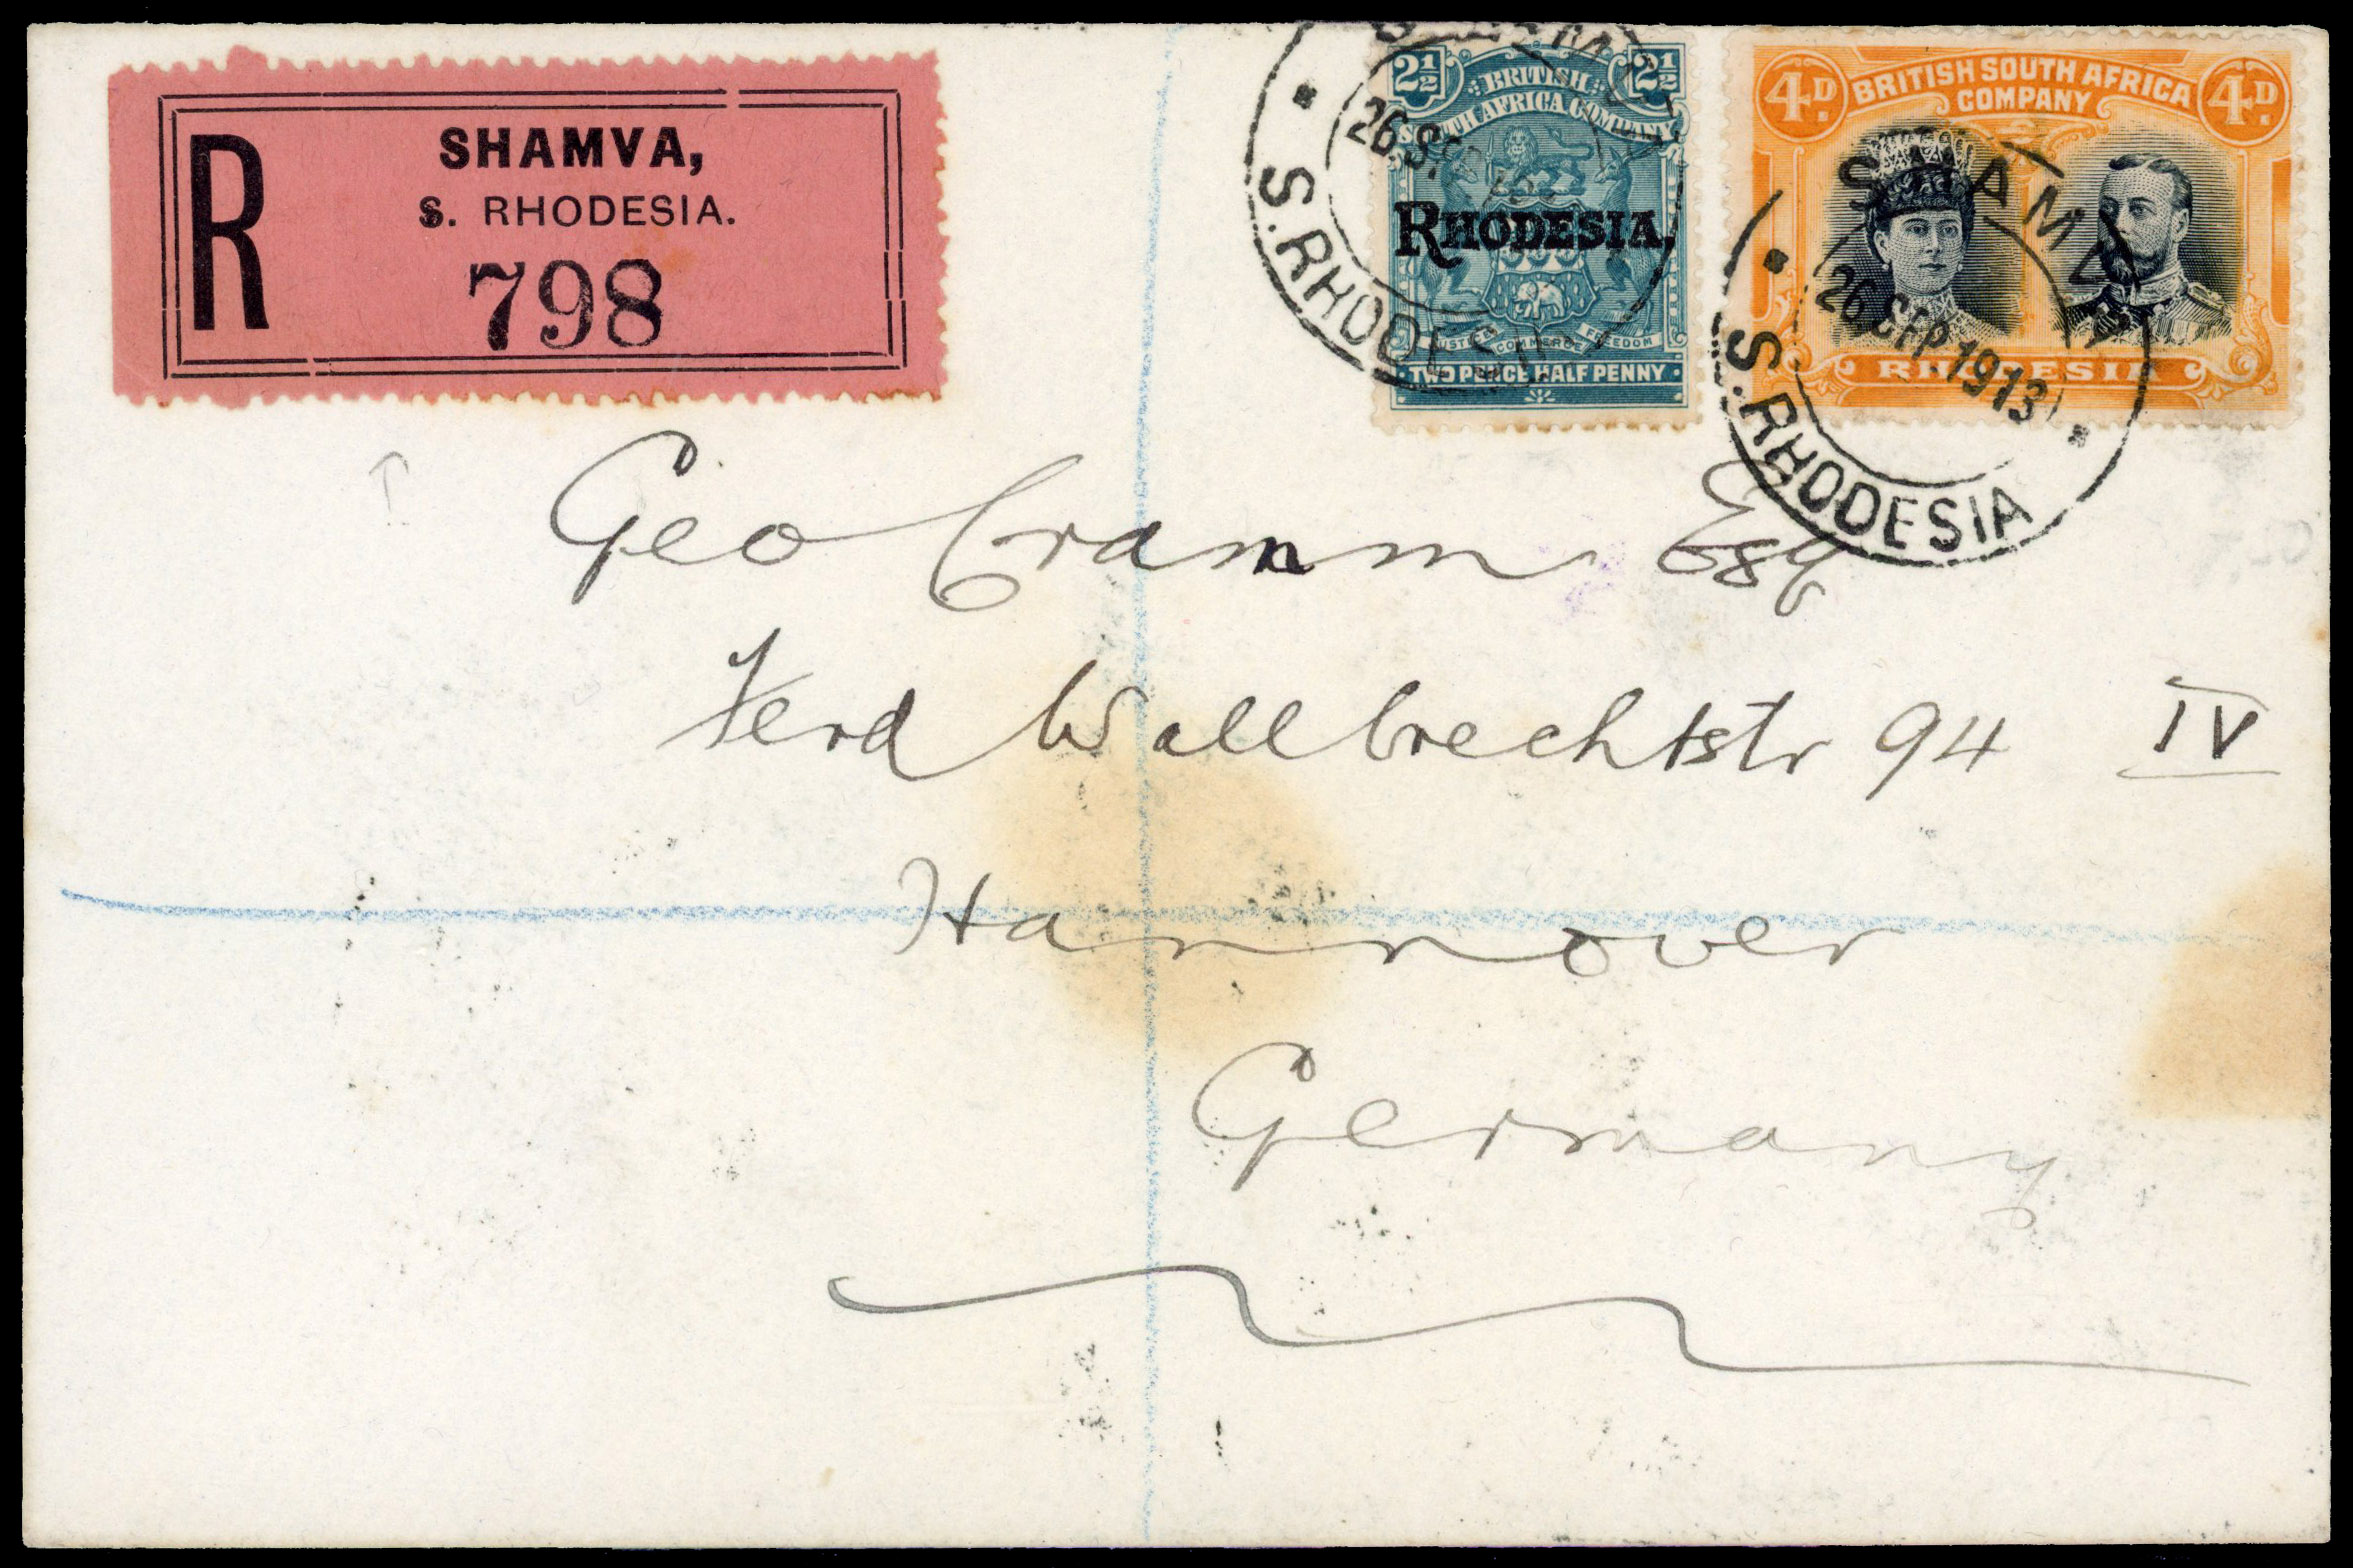 R
SHAMVA,
S. RHODESIA.
798
2½ 2½
BRITISH
SOUTH AFRICA COMPANY
RHODESIA.
JUSTICE COMMERCE FREEDOM
TWO PENCE HALF PENNY
S. RHODESIA
4D. BRITISH SOUTH AFRICA 4D.
COMPANY
RHODESIA
SHAMVA
26 SEP. 1913
S. RHODESIA
Geo Cramm Esq
Ferd Wallbrechtstr 94 IV
Hannover
Germany